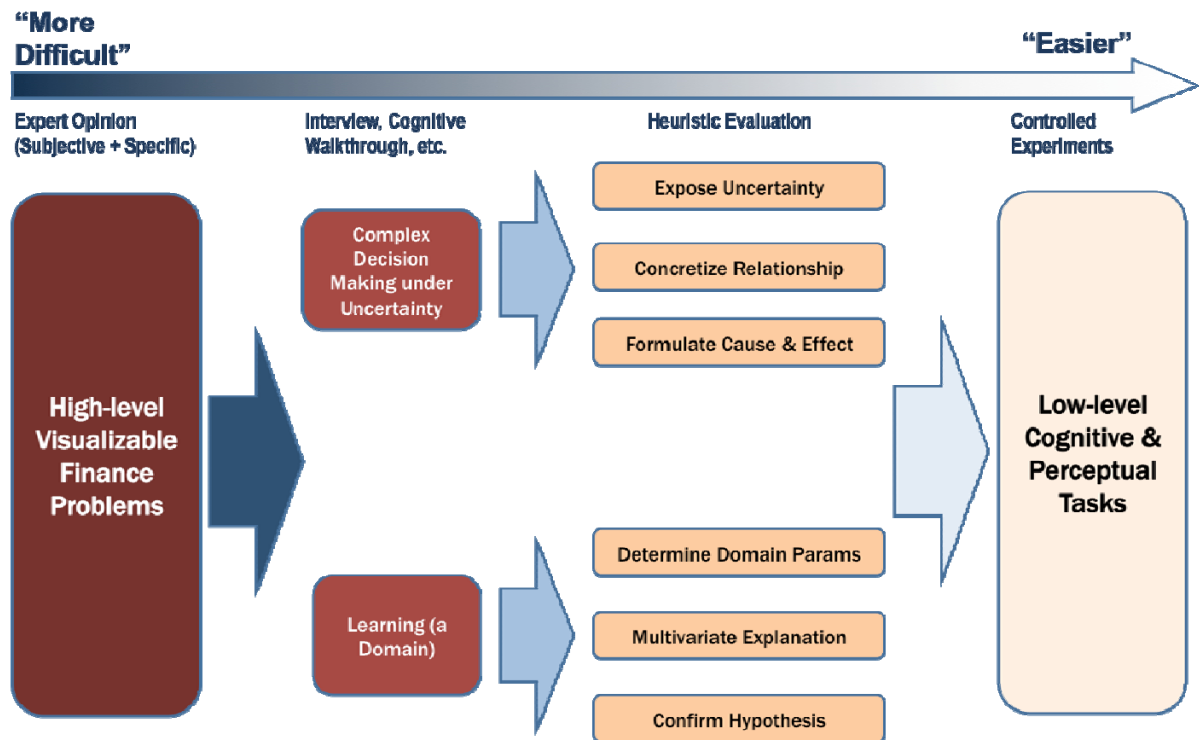 “More
Difficult”
“Easier”
Expert Opinion
(Subjective + Specific)
Interview, Cognitive
Walkthrough, etc.
Heuristic Evaluation
Controlled
Experiments
High-level
Visualizable
Finance
Problems
Complex
Decision
Making under
Uncertainty
Learning (a
Domain)
Expose Uncertainty
Concretize Relationship
Formulate Cause & Effect
Determine Domain Params
Multivariate Explanation
Confirm Hypothesis
Low-level
Cognitive &
Perceptual
Tasks